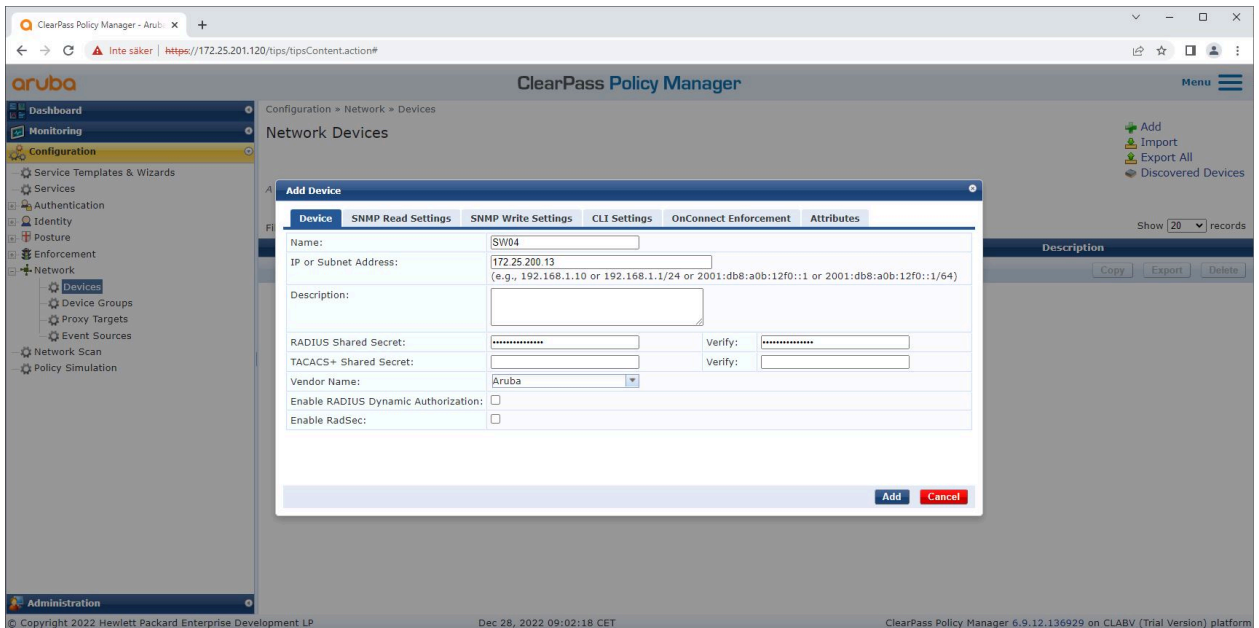 ClearPass Policy Manager - Arub
Inte säker | https://172.25.201.120/tips/tipsContent.action#
aruba
ClearPass Policy Manager
Menu
Dashboard
Monitoring
Configuration
Service Templates & Wizards
Services
Authentication
Identity
Posture
Enforcement
Network
Devices
Device Groups
Proxy Targets
Event Sources
Network Scan
Policy Simulation
Administration
Configuration » Network » Devices
Network Devices
Add
Import
Export All
Discovered Devices
A
Fi
Show 20 records
Description
Copy Export Delete
Add Device
Device SNMP Read Settings SNMP Write Settings CLI Settings OnConnect Enforcement Attributes
Name: SW04
IP or Subnet Address: 172.25.200.13
(e.g., 192.168.1.10 or 192.168.1.1/24 or 2001:db8:a0b:12f0::1 or 2001:db8:a0b:12f0::1/64)
Description:
RADIUS Shared Secret: ••••••••••••••• Verify: •••••••••••••••
TACACS+ Shared Secret: Verify:
Vendor Name: Aruba
Enable RADIUS Dynamic Authorization:
Enable RadSec:
Add Cancel
© Copyright 2022 Hewlett Packard Enterprise Development LP Dec 28, 2022 09:02:18 CET ClearPass Policy Manager 6.9.12.136929 on CLABV (Trial Version) platform